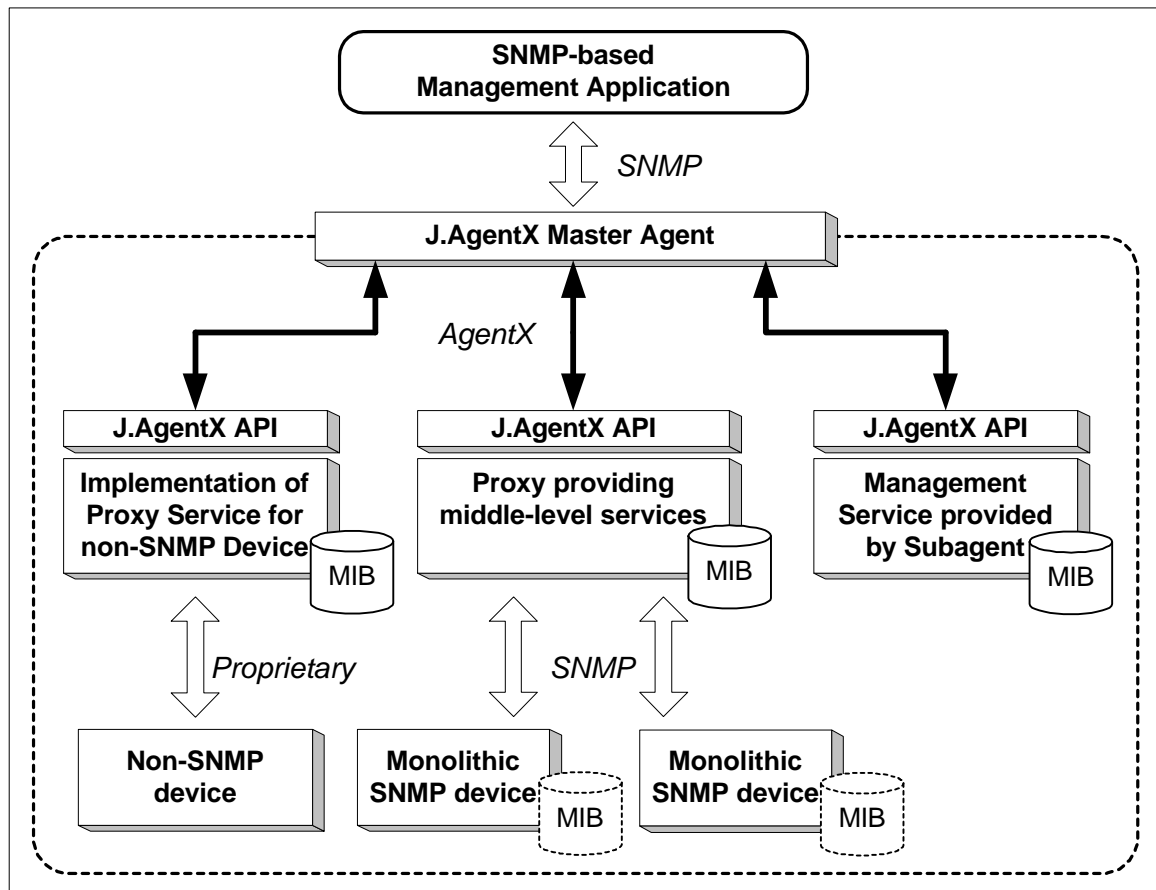 SNMP-based
Management Application
SNMP
J.AgentX Master Agent
AgentX
J.AgentX API
J.AgentX API
J.AgentX API
Implementation of
Proxy Service for
non-SNMP Device
MIB
Proxy providing
middle-level services
MIB
Management
Service provided
by Subagent
MIB
Proprietary
SNMP
Non-SNMP
device
Monolithic
SNMP device
MIB
Monolithic
SNMP device
MIB